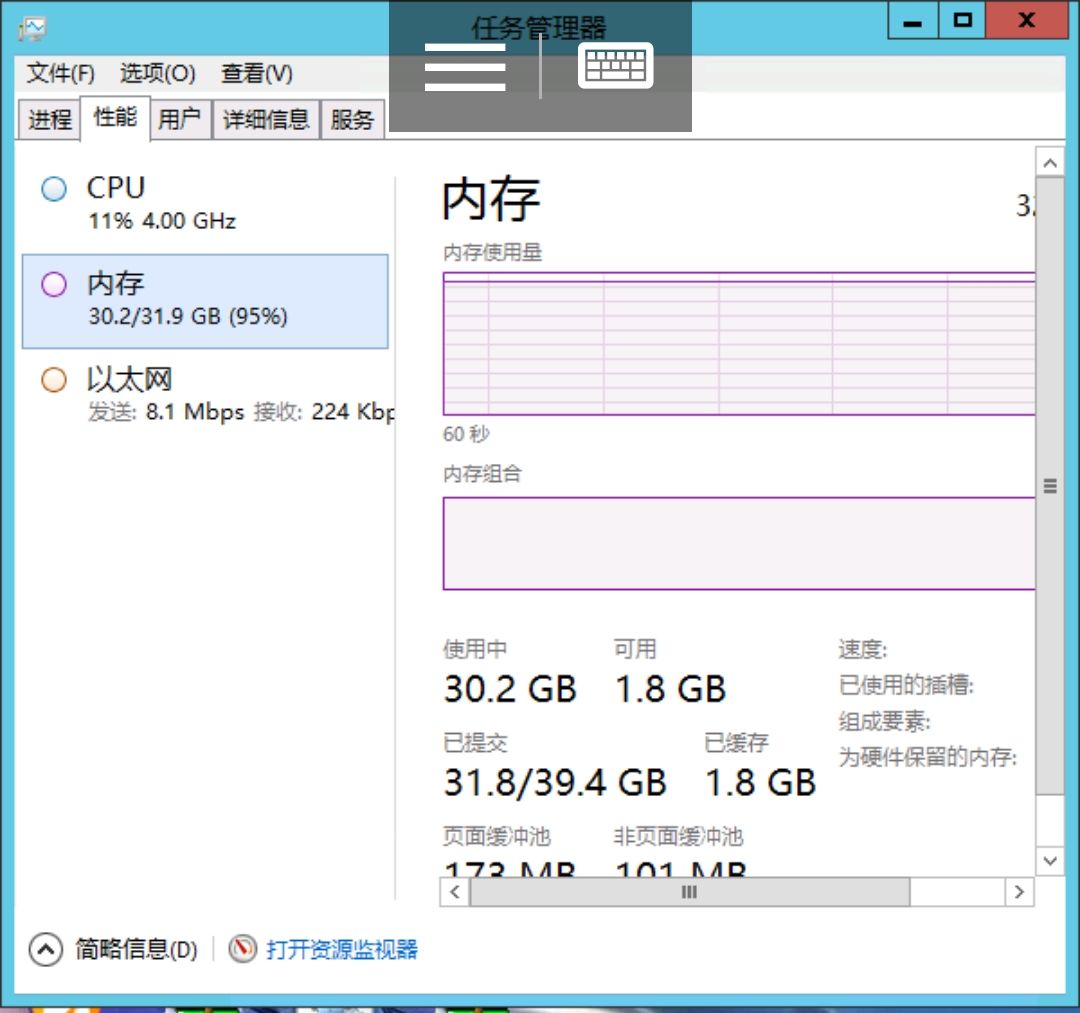 任务管理器
文件(F) 选项(O) 查看(V)
进程 性能 用户 详细信息 服务
CPU
11% 4.00 GHz
内存
30.2/31.9 GB (95%)
以太网
发送: 8.1 Mbps 接收: 224 Kbp
内存
内存使用量
60 秒
内存组合
使用中 可用
30.2 GB 1.8 GB
已提交 已缓存
31.8/39.4 GB 1.8 GB
页面缓冲池 非页面缓冲池
173 MB 101 MB
速度:
已使用的插槽:
组成要素:
为硬件保留的内存:
简略信息(D) 打开资源监视器